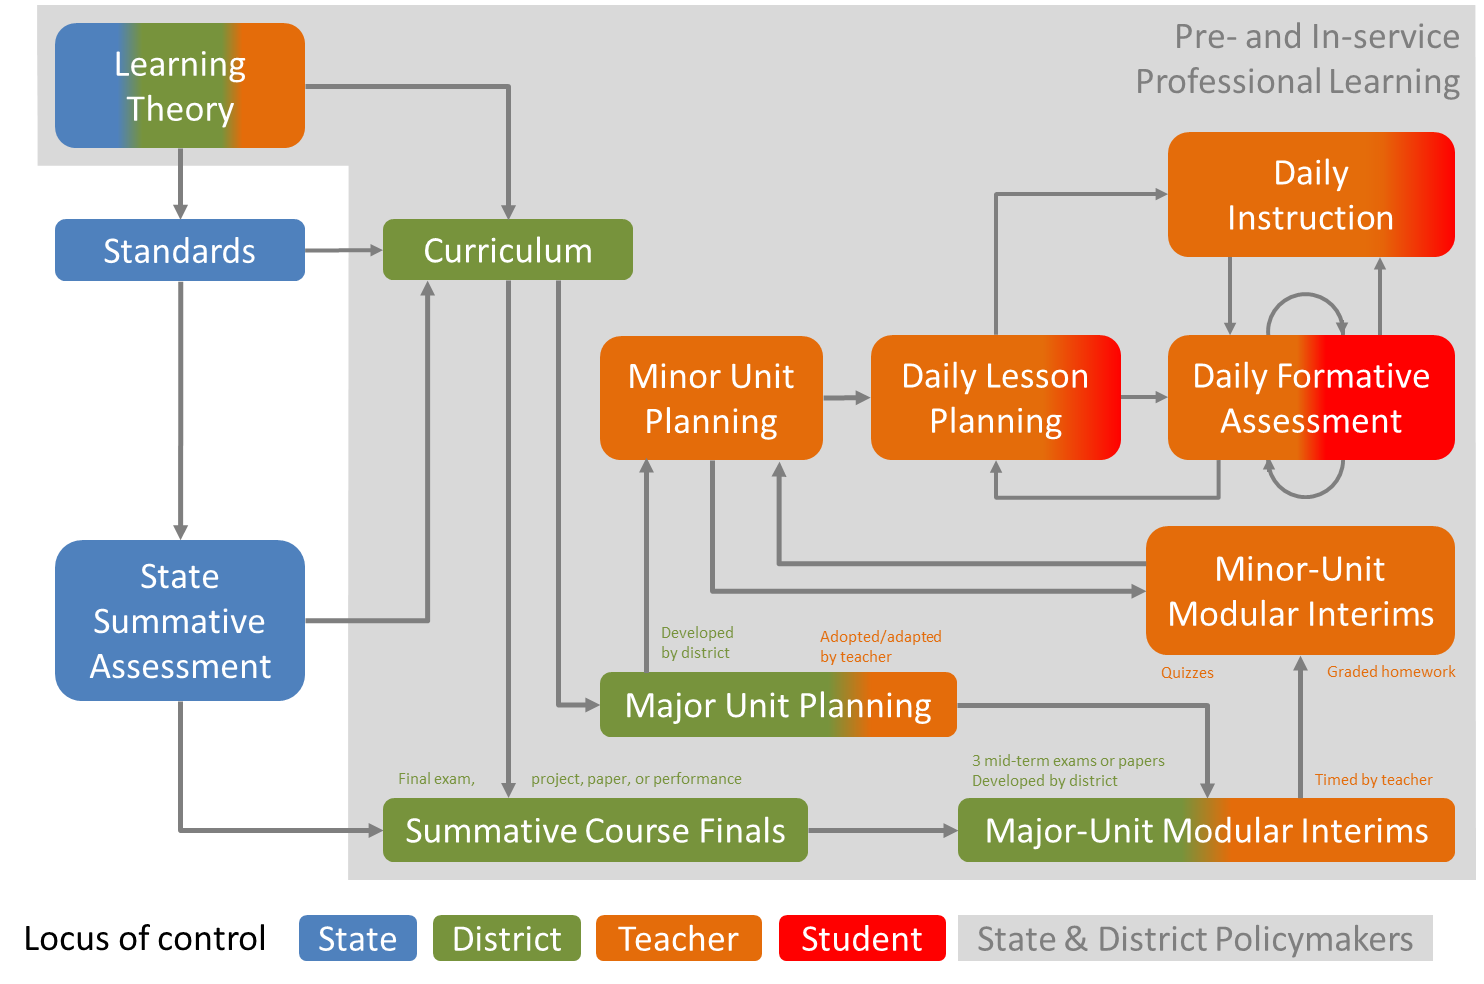 Pre- and In-service
Professional Learning
Learning
Theory
Daily
Instruction
Standards
Curriculum
Minor Unit
Planning
Daily Lesson
Planning
Daily Formative
Assessment
State
Summative
Assessment
Minor-Unit
Modular Interims
Developed
by district
Adopted/adapted
by teacher
Quizzes
Graded homework
Major Unit Planning
3 mid-term exams or papers
Developed by district
Timed by teacher
Final exam,
project, paper, or performance
Summative Course Finals
Major-Unit Modular Interims
Locus of control
State
District
Teacher
Student
State & District Policymakers